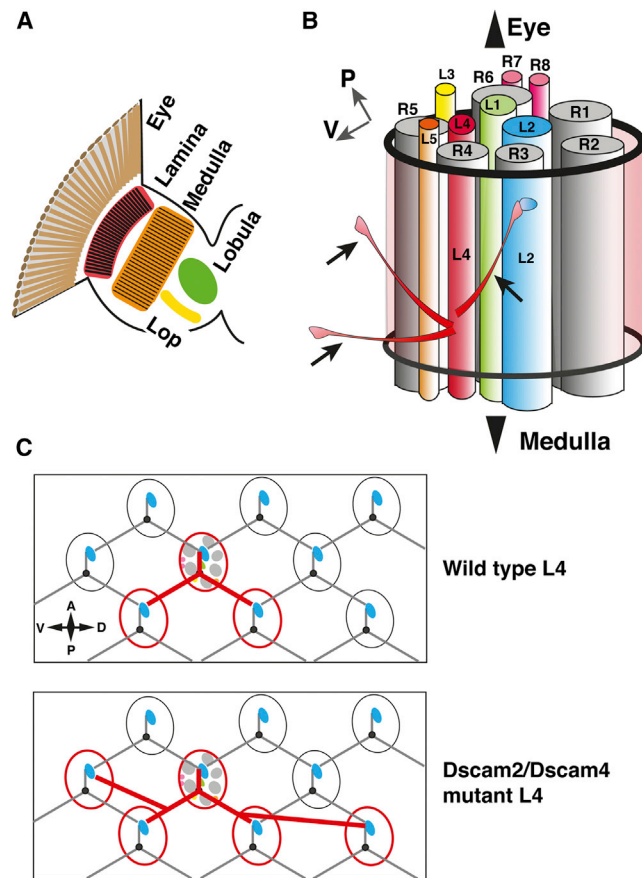 A
Eye
Lamina
Medulla
Lobula
Lop
B
Eye
P
V
R7
R8
L3
R6
R5
L1
R1
L4
L2
L5
R4
R3
R2
L4
L2
Medulla
C
A
V
D
P
Wild type L4
Dscam2/Dscam4
mutant L4